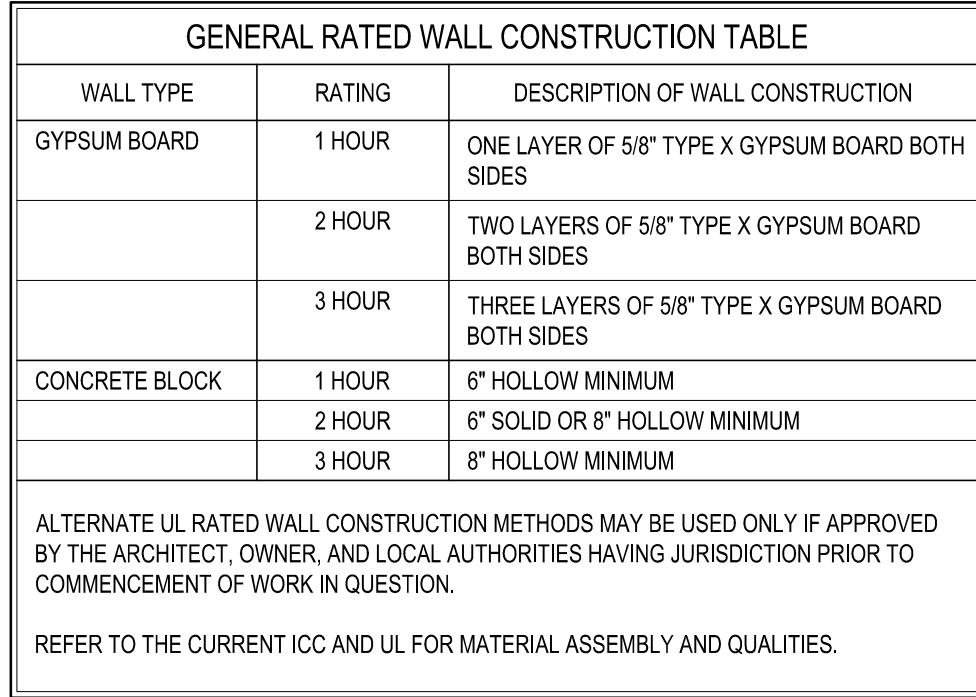 GENERAL RATED WALL CONSTRUCTION TABLE
WALL TYPE RATING DESCRIPTION OF WALL CONSTRUCTION
GYPSUM BOARD 1 HOUR ONE LAYER OF 5/8" TYPE X GYPSUM BOARD BOTH
SIDES
2 HOUR TWO LAYERS OF 5/8" TYPE X GYPSUM BOARD
BOTH SIDES
3 HOUR THREE LAYERS OF 5/8" TYPE X GYPSUM BOARD
BOTH SIDES
CONCRETE BLOCK 1 HOUR 6" HOLLOW MINIMUM
2 HOUR 6" SOLID OR 8" HOLLOW MINIMUM
3 HOUR 8" HOLLOW MINIMUM
ALTERNATE UL RATED WALL CONSTRUCTION METHODS MAY BE USED ONLY IF APPROVED
BY THE ARCHITECT, OWNER, AND LOCAL AUTHORITIES HAVING JURISDICTION PRIOR TO
COMMENCEMENT OF WORK IN QUESTION.
REFER TO THE CURRENT ICC AND UL FOR MATERIAL ASSEMBLY AND QUALITIES.